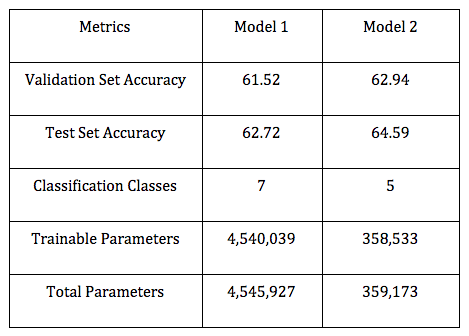 Metrics Model 1 Model 2
Validation Set Accuracy 61.52 62.94
Test Set Accuracy 62.72 64.59
Classification Classes 7 5
Trainable Parameters 4,540,039 358,533
Total Parameters 4,545,927 359,173